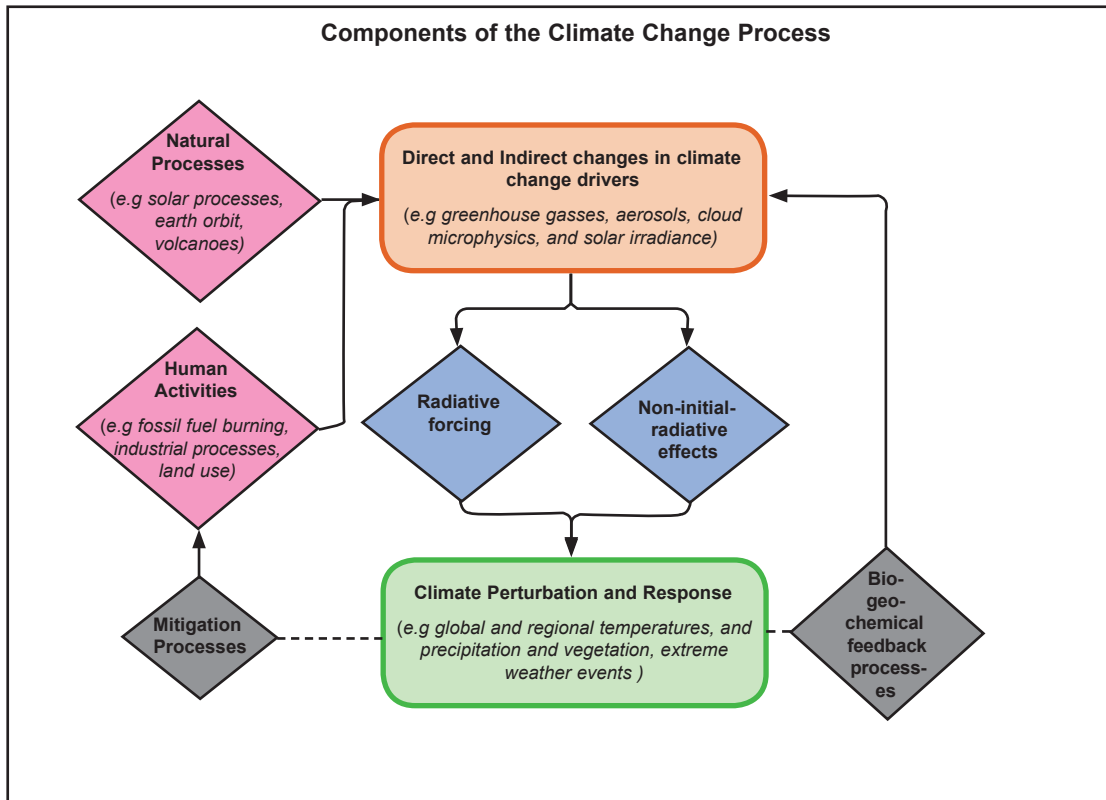 Components of the Climate Change Process
Natural
Processes
(e.g solar processes,
earth orbit,
volcanoes)
Direct and Indirect changes in climate
change drivers
(e.g greenhouse gasses, aerosols, cloud
microphysics, and solar irradiance)
Human
Activities
(e.g fossil fuel burning,
industrial processes,
land use)
Radiative
forcing
Non-initial-
radiative
effects
Mitigation
Processes
Climate Perturbation and Response
(e.g global and regional temperatures, and
precipitation and vegetation, extreme
weather events )
Bio-
geo-
chemical
feedback
process-
es